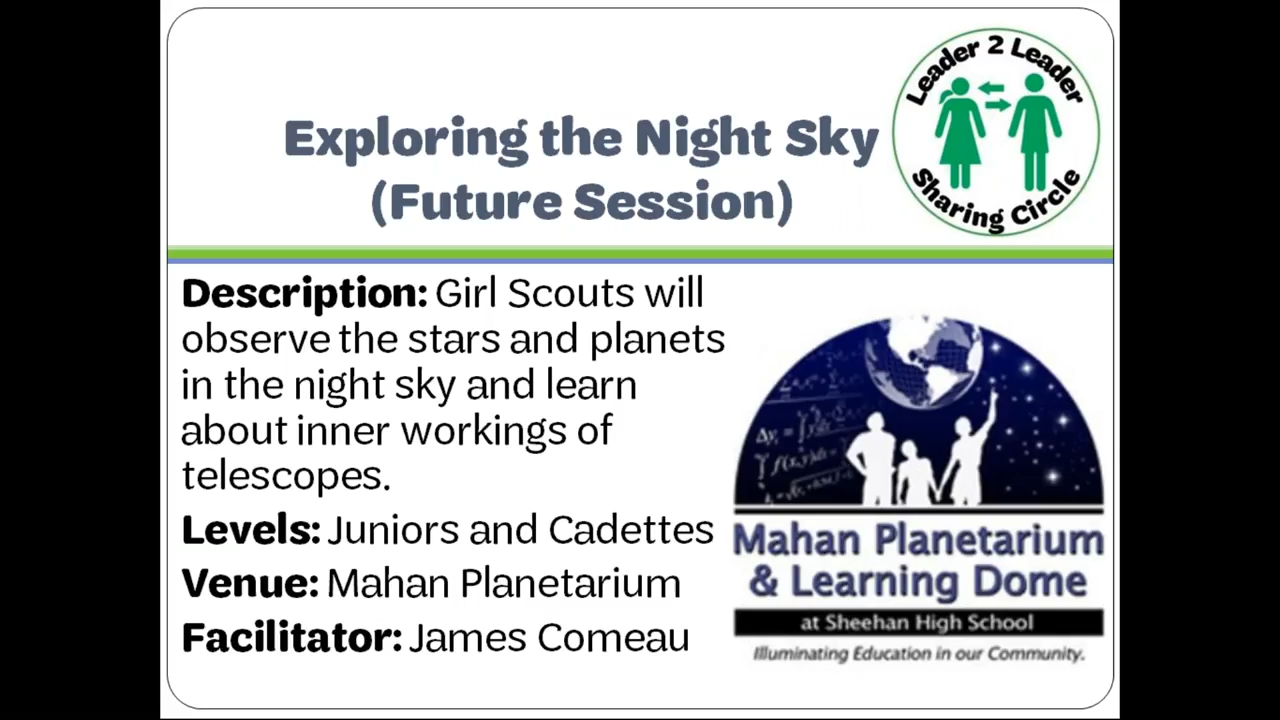 Leader 2 Leader
Sharing Circle
Exploring the Night Sky
(Future Session)
Description: Girl Scouts will
observe the stars and planets
in the night sky and learn
about inner workings of
telescopes.
Levels: Juniors and Cadettes
Venue: Mahan Planetarium
Facilitator: James Comeau
Mahan Planetarium
& Learning Dome
at Sheehan High School
Illuminating Education in our Community.